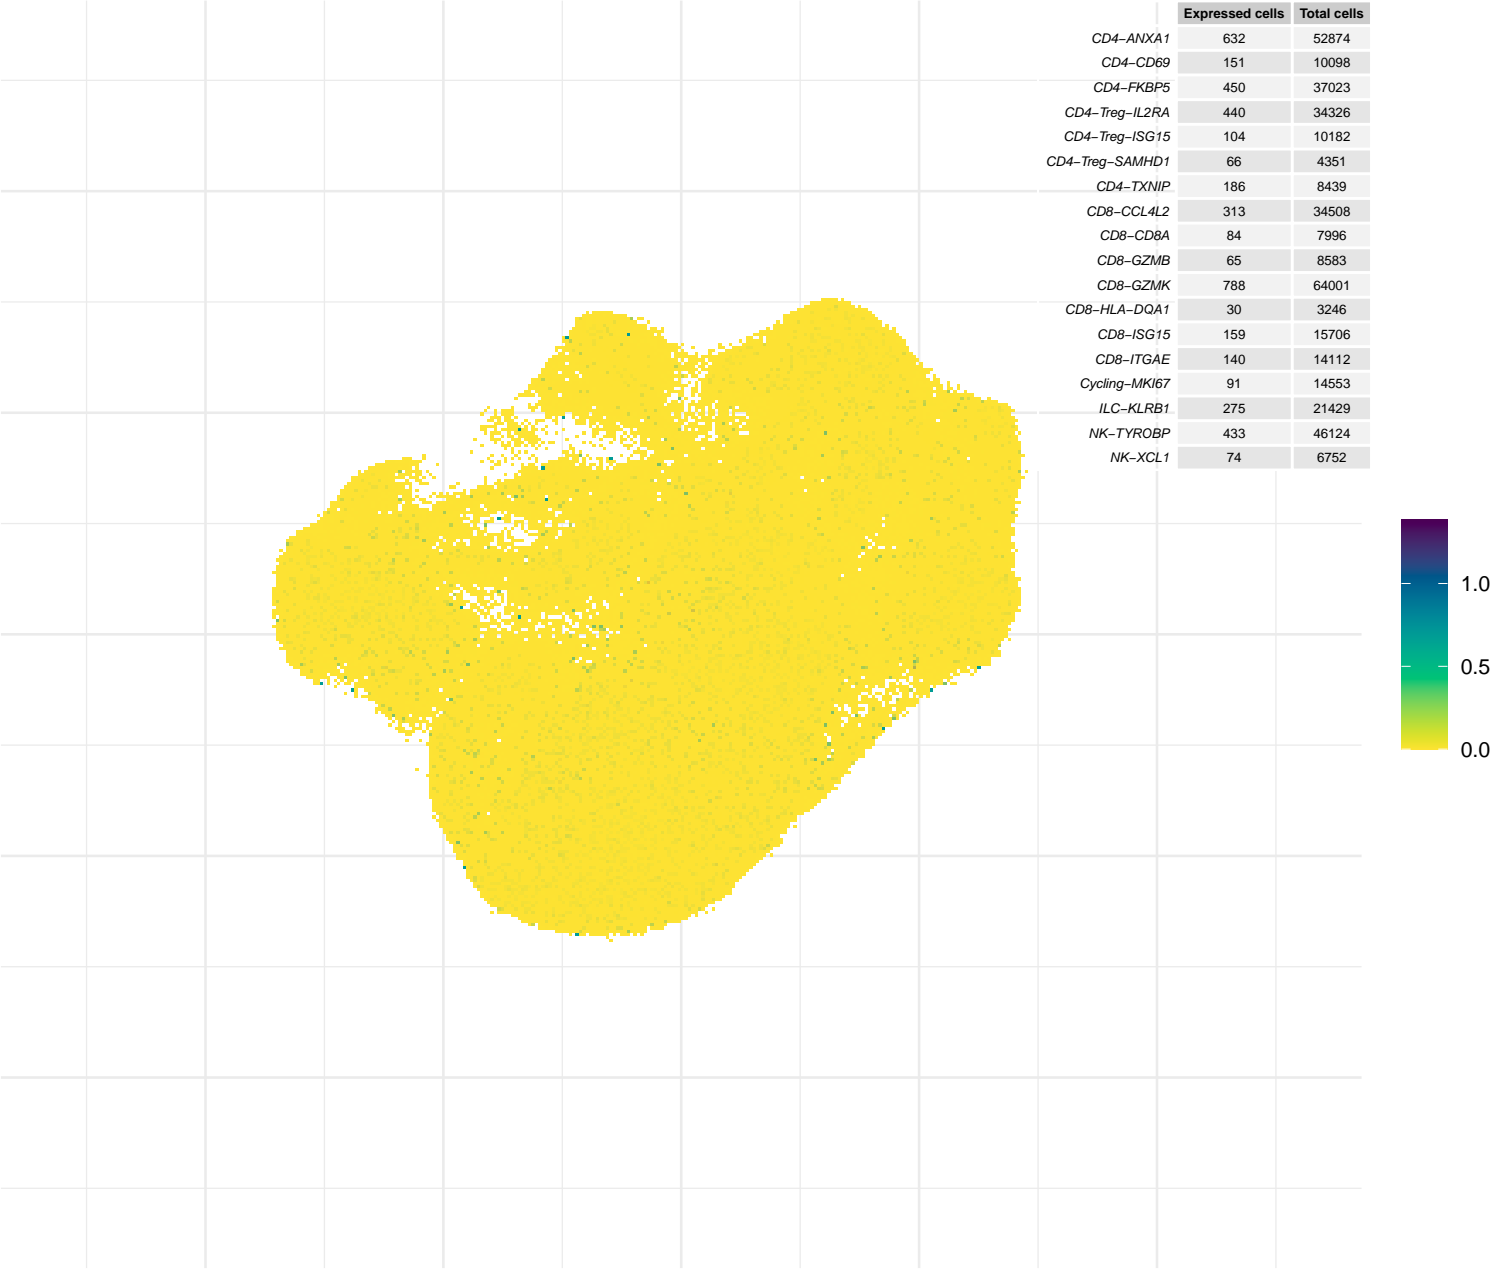 Expressed cells Total cells
CD4−ANXA1 632 52874
CD4−CD69 151 10098
CD4−FKBP5 450 37023
CD4−Treg−IL2RA 440 34326
CD4−Treg−ISG15 104 10182
CD4−Treg−SAMHD1 66 4351
CD4−TXNIP 186 8439
CD8−CCL4L2 313 34508
CD8−CD8A 84 7996
CD8−GZMB 65 8583
CD8−GZMK 788 64001
CD8−HLA−DQA1 30 3246
CD8−ISG15 159 15706
CD8−ITGAE 140 14112
Cycling−MKI67 91 14553
ILC−KLRB1 275 21429
NK−TYROBP 433 46124
NK−XCL1 74 6752
1.0
0.5
0.0